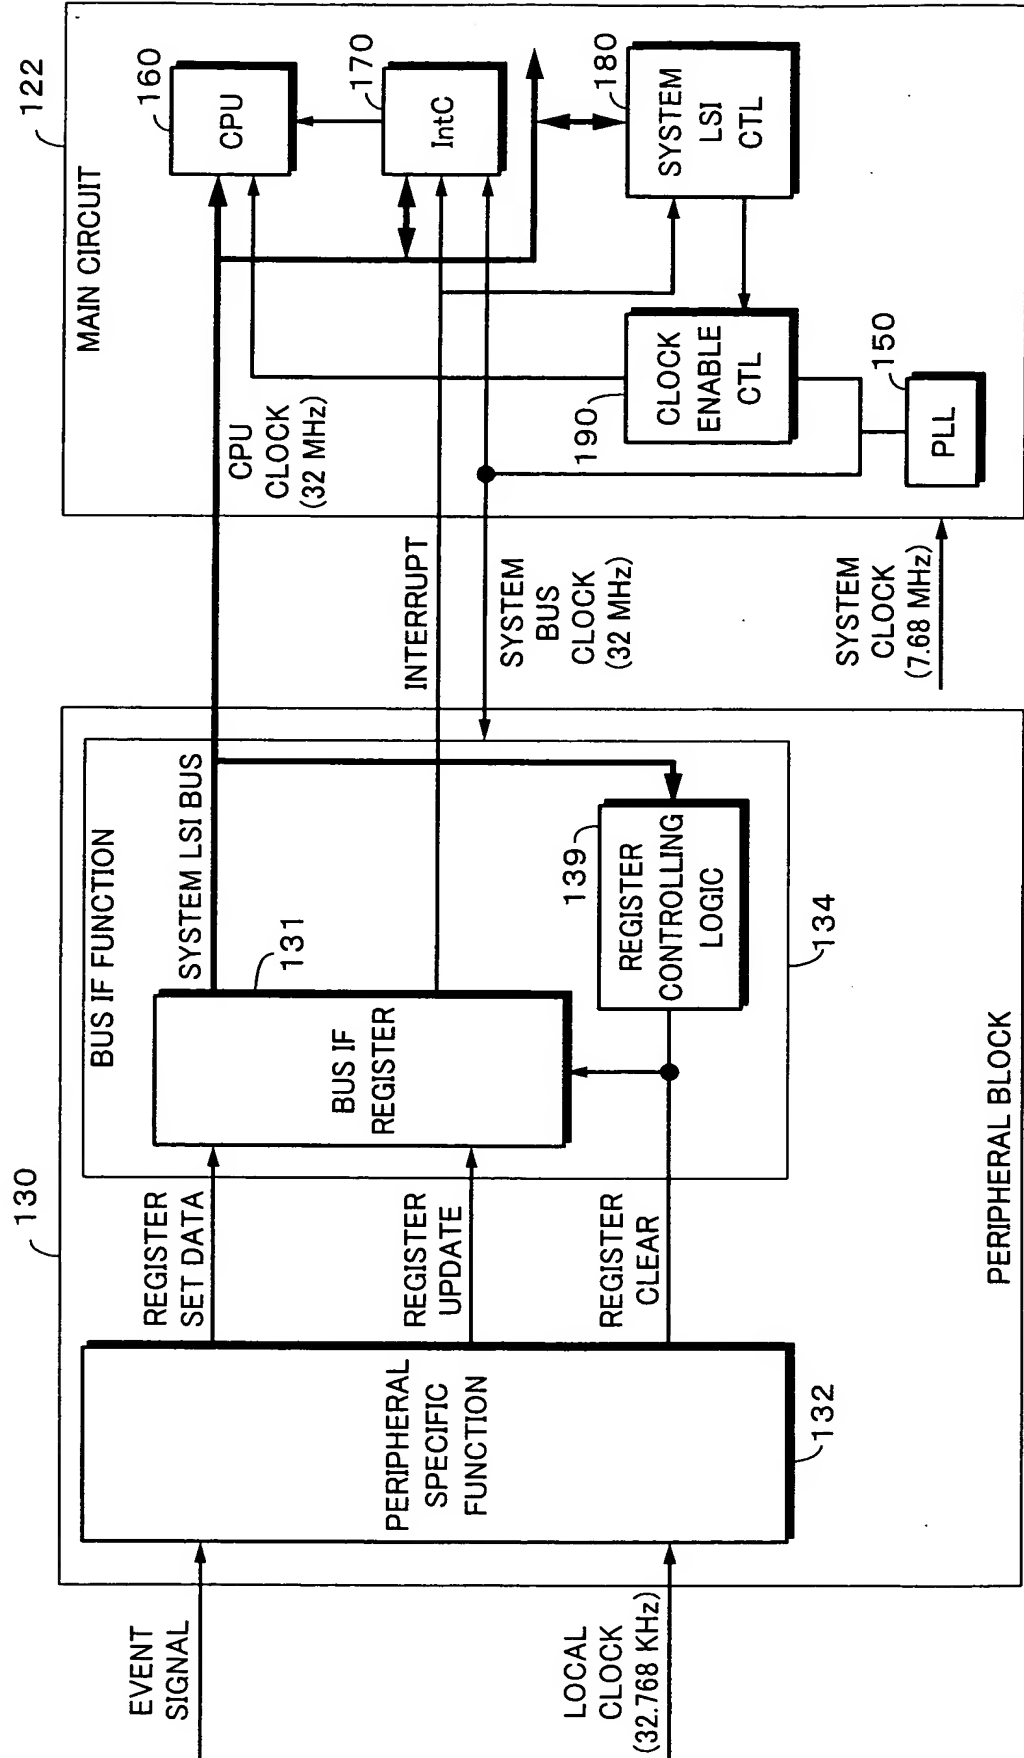 130
122
BUS IF FUNCTION
SYSTEM LSI BUS
MAIN CIRCUIT
160
CPU
170
IntC
180
SYSTEM
LSI
CTL
CPU
CLOCK
(32 MHz)
INTERRUPT
SYSTEM
BUS
CLOCK
(32 MHz)
190
CLOCK
ENABLE
CTL
150
PLL
SYSTEM
CLOCK
(7.68 MHz)
131
BUS IF
REGISTER
139
REGISTER
CONTROLLING
LOGIC
134
REGISTER
SET DATA
REGISTER
UPDATE
REGISTER
CLEAR
PERIPHERAL
SPECIFIC
FUNCTION
132
EVENT
SIGNAL
LOCAL
CLOCK
(32.768 KHz)
PERIPHERAL BLOCK